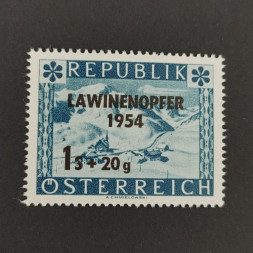 REPUBLIK
LAWINENOPFER
1954
1S + 20g
ÖSTERREICH